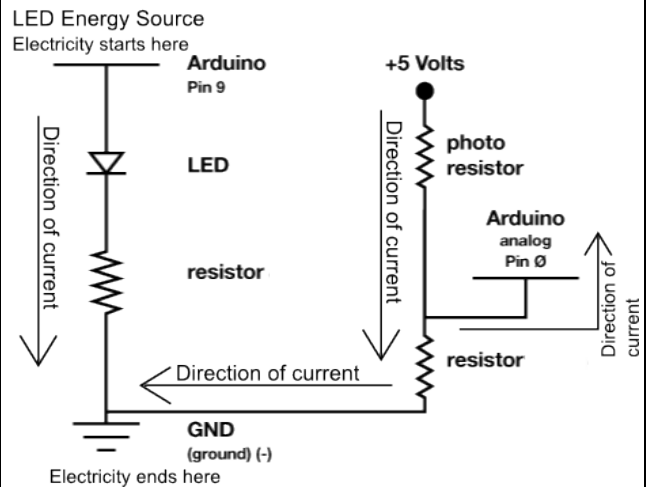 LED Energy Source
Electricity starts here
Arduino
Pin 9
+5 Volts
Direction of current
LED
Direction of current
photo
resistor
Arduino
analog
Pin Ø
Direction of
current
resistor
resistor
Direction of current
GND
(ground) (-)
Electricity ends here